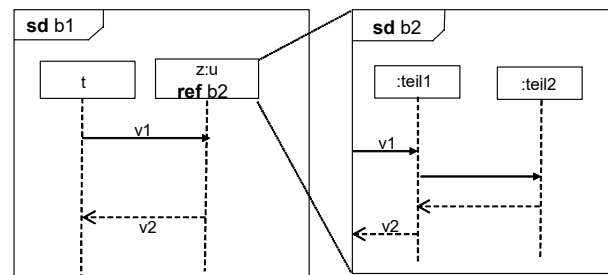 sd b1
t
z:u
ref b2
v1
v2
sd b2
:teil1
:teil2
v1
v2